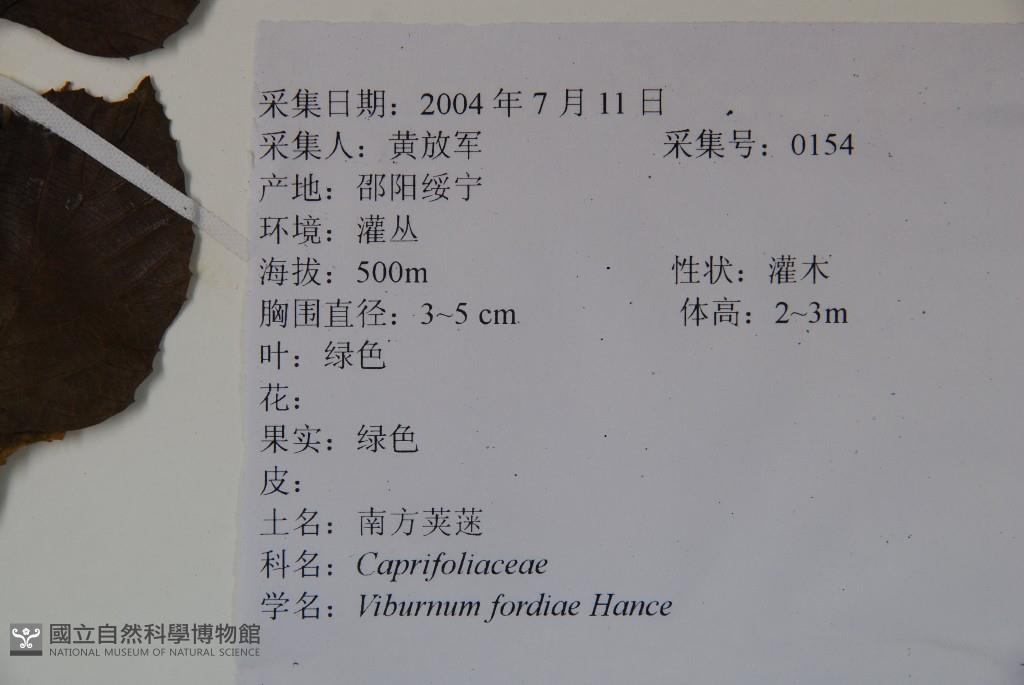 采集日期：2004 年 7 月 11 日
采集人：黄放军 采集号：0154
产地：邵阳绥宁
环境：灌丛
海拔：500m 性状：灌木
胸围直径：3~5 cm 体高：2~3m
叶：绿色
花：
果实：绿色
皮：
土名：南方荚蒾
科名：Caprifoliaceae
学名：Viburnum fordiae Hance
國立自然科學博物館
NATIONAL MUSEUM OF NATURAL SCIENCE